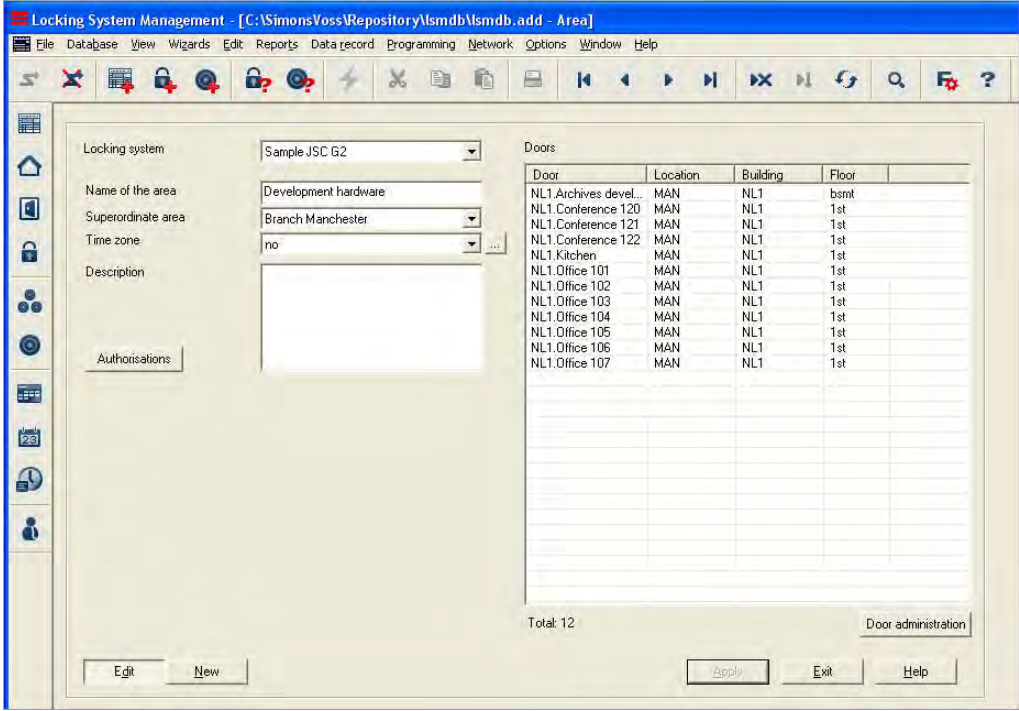 Locking System Management - [C:\SimonsVoss\Repository\lsmdb\lsmdb.add - Area]
File Database View Wizards Edit Reports Data record Programming Network Options Window Help
Locking system Sample JSC G2
Name of the area Development hardware
Superordinate area Branch Manchester
Time zone no ...
Description
Authorisations
Doors
Door Location Building Floor
NL1.Archives devel... MAN NL1 bsmt
NL1.Conference 120 MAN NL1 1st
NL1.Conference 121 MAN NL1 1st
NL1.Conference 122 MAN NL1 1st
NL1.Kitchen MAN NL1 1st
NL1.Office 101 MAN NL1 1st
NL1.Office 102 MAN NL1 1st
NL1.Office 103 MAN NL1 1st
NL1.Office 104 MAN NL1 1st
NL1.Office 105 MAN NL1 1st
NL1.Office 106 MAN NL1 1st
NL1.Office 107 MAN NL1 1st
Total: 12 Door administration
Edit New Apply Exit Help
23